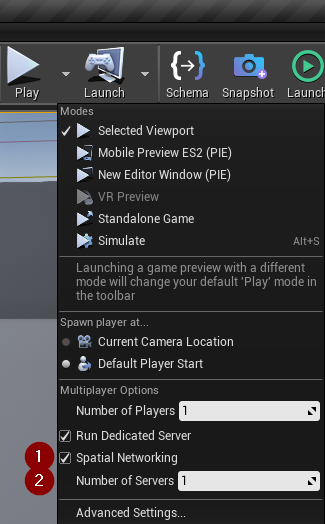 Play
Launch
Schema
Snapshot
Launch
Modes
Selected Viewport
Mobile Preview ES2 (PIE)
New Editor Window (PIE)
VR Preview
Standalone Game
Simulate Alt+S
Launching a game preview with a different
mode will change your default 'Play' mode in
the toolbar
Spawn player at...
Current Camera Location
Default Player Start
Multiplayer Options
Number of Players 1
Run Dedicated Server
1 Spatial Networking
2 Number of Servers 1
Advanced Settings...